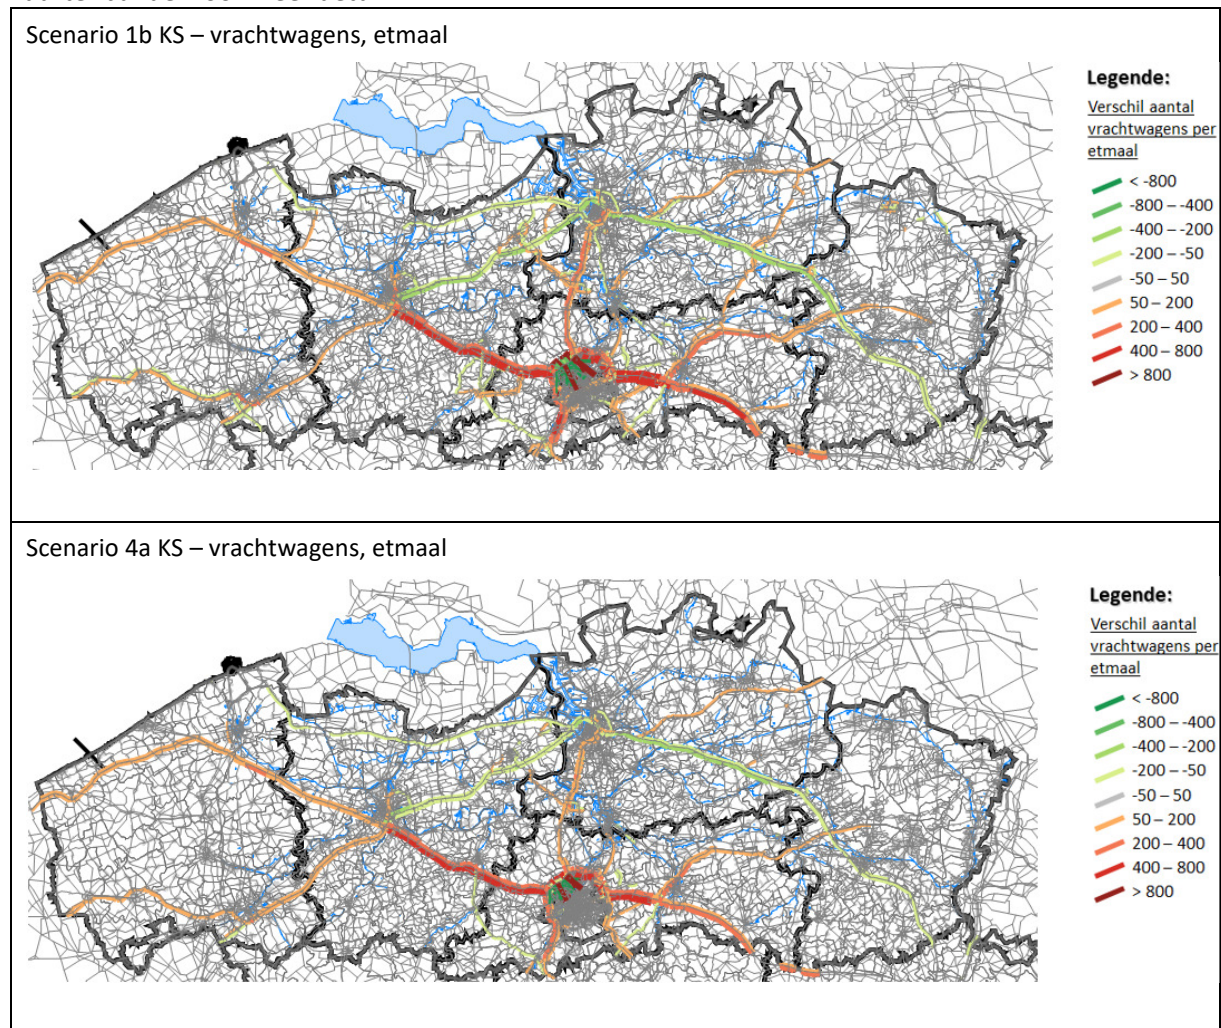 Scenario 1b KS – vrachtwagens, etmaal
Legende:
Verschil aantal
vrachtwagens per
etmaal
< -800
-800 – -400
-400 – -200
-200 – -50
-50 – 50
50 – 200
200 – 400
400 – 800
> 800
Scenario 4a KS – vrachtwagens, etmaal
Legende:
Verschil aantal
vrachtwagens per
etmaal
< -800
-800 – -400
-400 – -200
-200 – -50
-50 – 50
50 – 200
200 – 400
400 – 800
> 800